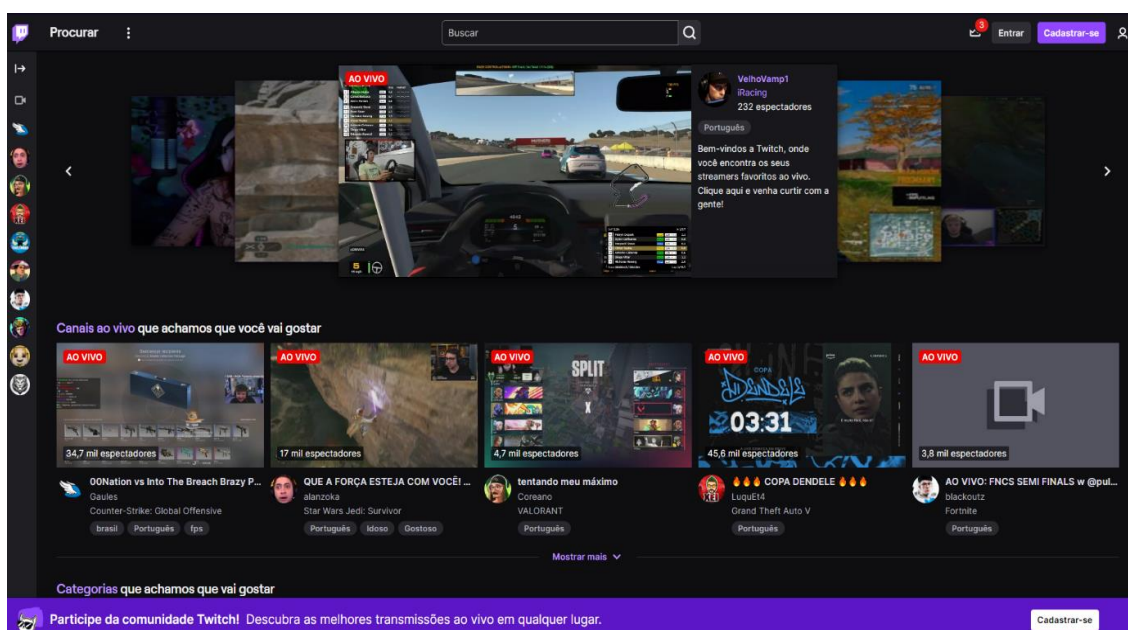 Procurar
Buscar
3
Entrar
Cadastrar-se
AO VIVO
VelhoVamp1
iRacing
232 espectadores
Português
Bem-vindos a Twitch, onde
você encontra os seus
streamers favoritos ao vivo.
Clique aqui e venha curtir com a
gente!
5
Canais ao vivo que achamos que você vai gostar
AO VIVO
34,7 mil espectadores
00Nation vs Into The Breach Brazy P...
Gaules
Counter-Strike: Global Offensive
brasil Português fps
AO VIVO
17 mil espectadores
QUE A FORÇA ESTEJA COM VOCÊ! ...
alanzoka
Star Wars Jedi: Survivor
Português Idoso Gostoso
AO VIVO
SPLIT
X
4,7 mil espectadores
tentando meu máximo
Coreano
VALORANT
Português
AO VIVO
COPA
DENDELE
03:31
45,6 mil espectadores
🔥🔥🔥 COPA DENDELE 🔥🔥🔥
LuquEt4
Grand Theft Auto V
Português
AO VIVO
3,8 mil espectadores
AO VIVO: FNCS SEMI FINALS w @pul...
blackoutz
Fortnite
Português
Mostrar mais
Categorias que achamos que vai gostar
Participe da comunidade Twitch! Descubra as melhores transmissões ao vivo em qualquer lugar.
Cadastrar-se